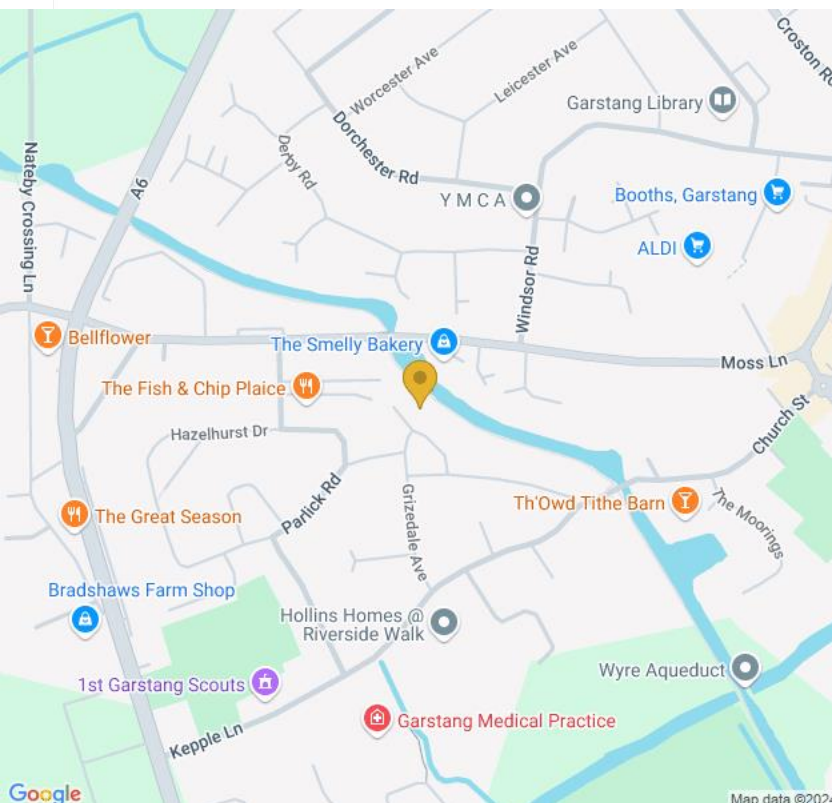 Croston Rd
Worcester Ave
Leicester Ave
Garstang Library
Dorchester Rd
Derby Rd
Nateby Crossing Ln
A6
Y M C A
Booths, Garstang
ALDI
Windsor Rd
Bellflower
The Smelly Bakery
Moss Ln
The Fish & Chip Plaice
Church St
Hazelhurst Dr
Parlick Rd
Grizedale Ave
The Great Season
Th'Owd Tithe Barn
The Moorings
Bradshaws Farm Shop
Hollins Homes @
Riverside Walk
Wyre Aqueduct
1st Garstang Scouts
Garstang Medical Practice
Kepple Ln
Google
Map data ©2024